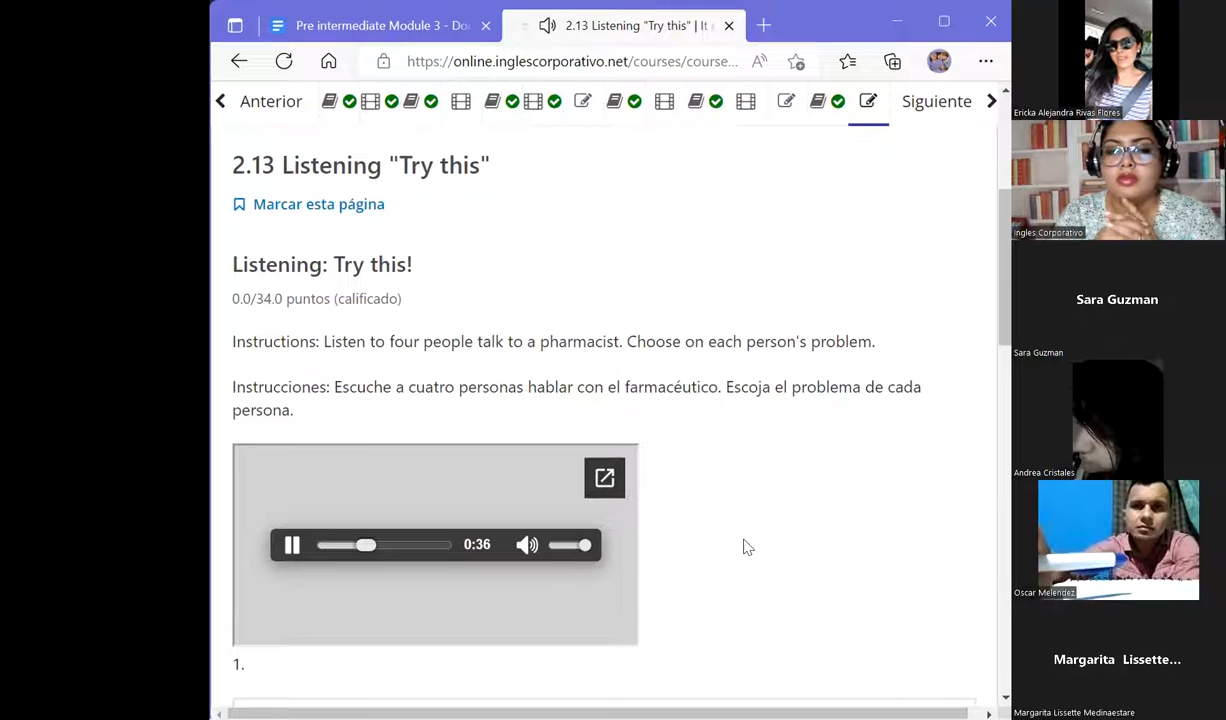 Pre intermediate Module 3 - Do
2.13 Listening "Try this" | It
https://online.inglescorporativo.net/courses/course...
Anterior
Siguiente
2.13 Listening "Try this"
Marcar esta página
Listening: Try this!
0.0/34.0 puntos (calificado)
Instructions: Listen to four people talk to a pharmacist. Choose on each person's problem.
Instrucciones: Escuche a cuatro personas hablar con el farmacéutico. Escoja el problema de cada
persona.
0:36
1.
Ericka Alejandra Rivas Flores
Ingles Corporativo
Sara Guzman
Sara Guzman
Andrea Cristales
Oscar Melendez
Margarita Lissette...
Margarita Lissette Medinaestare